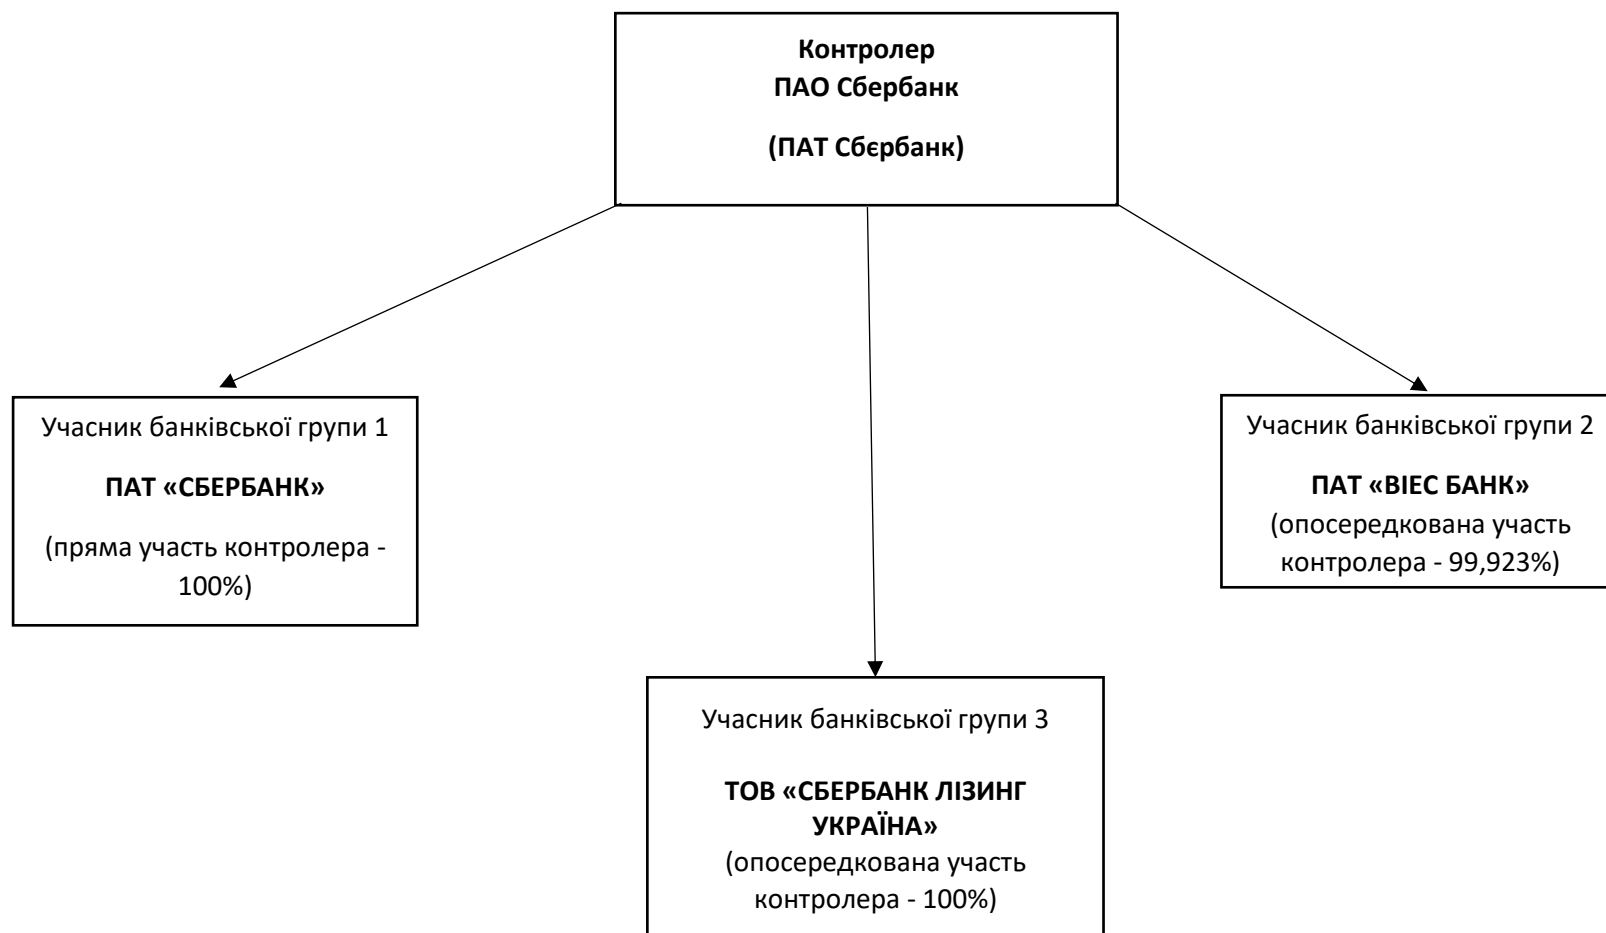 Контролер
ПАО Сбербанк
(ПАТ Сбєрбанк)
Учасник банківської групи 1
ПАТ «СБЕРБАНК»
(пряма участь контролера -
100%)
Учасник банківської групи 2
ПАТ «ВІЕС БАНК»
(опосередкована участь
контролера - 99,923%)
Учасник банківської групи 3
ТОВ «СБЕРБАНК ЛІЗИНГ
УКРАЇНА»
(опосередкована участь
контролера - 100%)